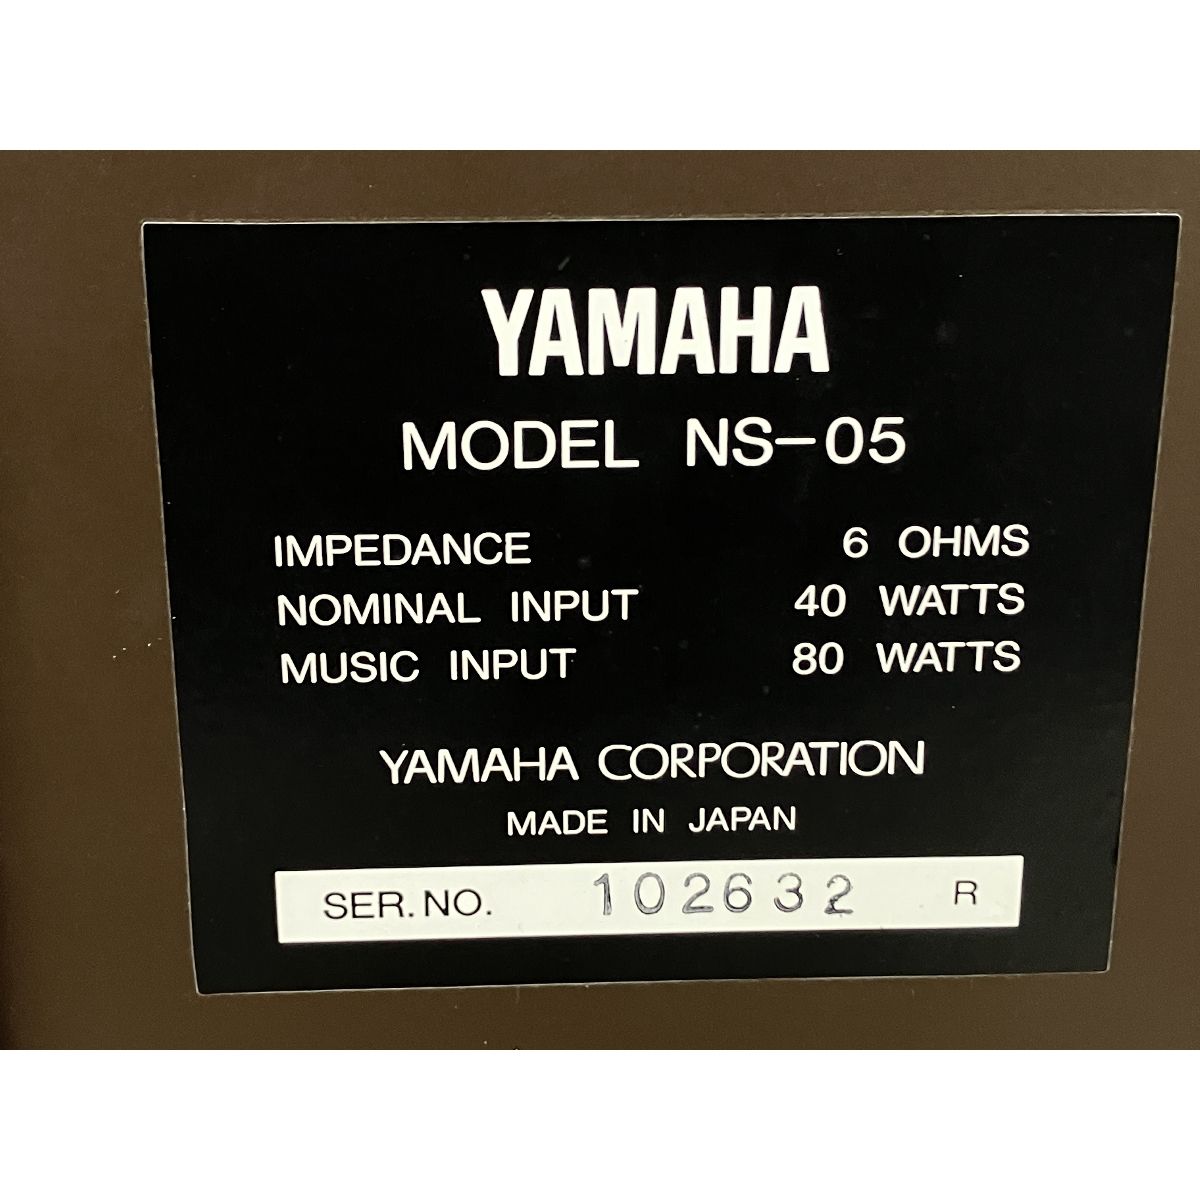 YAMAHA
MODEL NS-05
IMPEDANCE 6 OHMS
NOMINAL INPUT 40 WATTS
MUSIC INPUT 80 WATTS
YAMAHA CORPORATION
MADE IN JAPAN
SER. NO. 102632 R